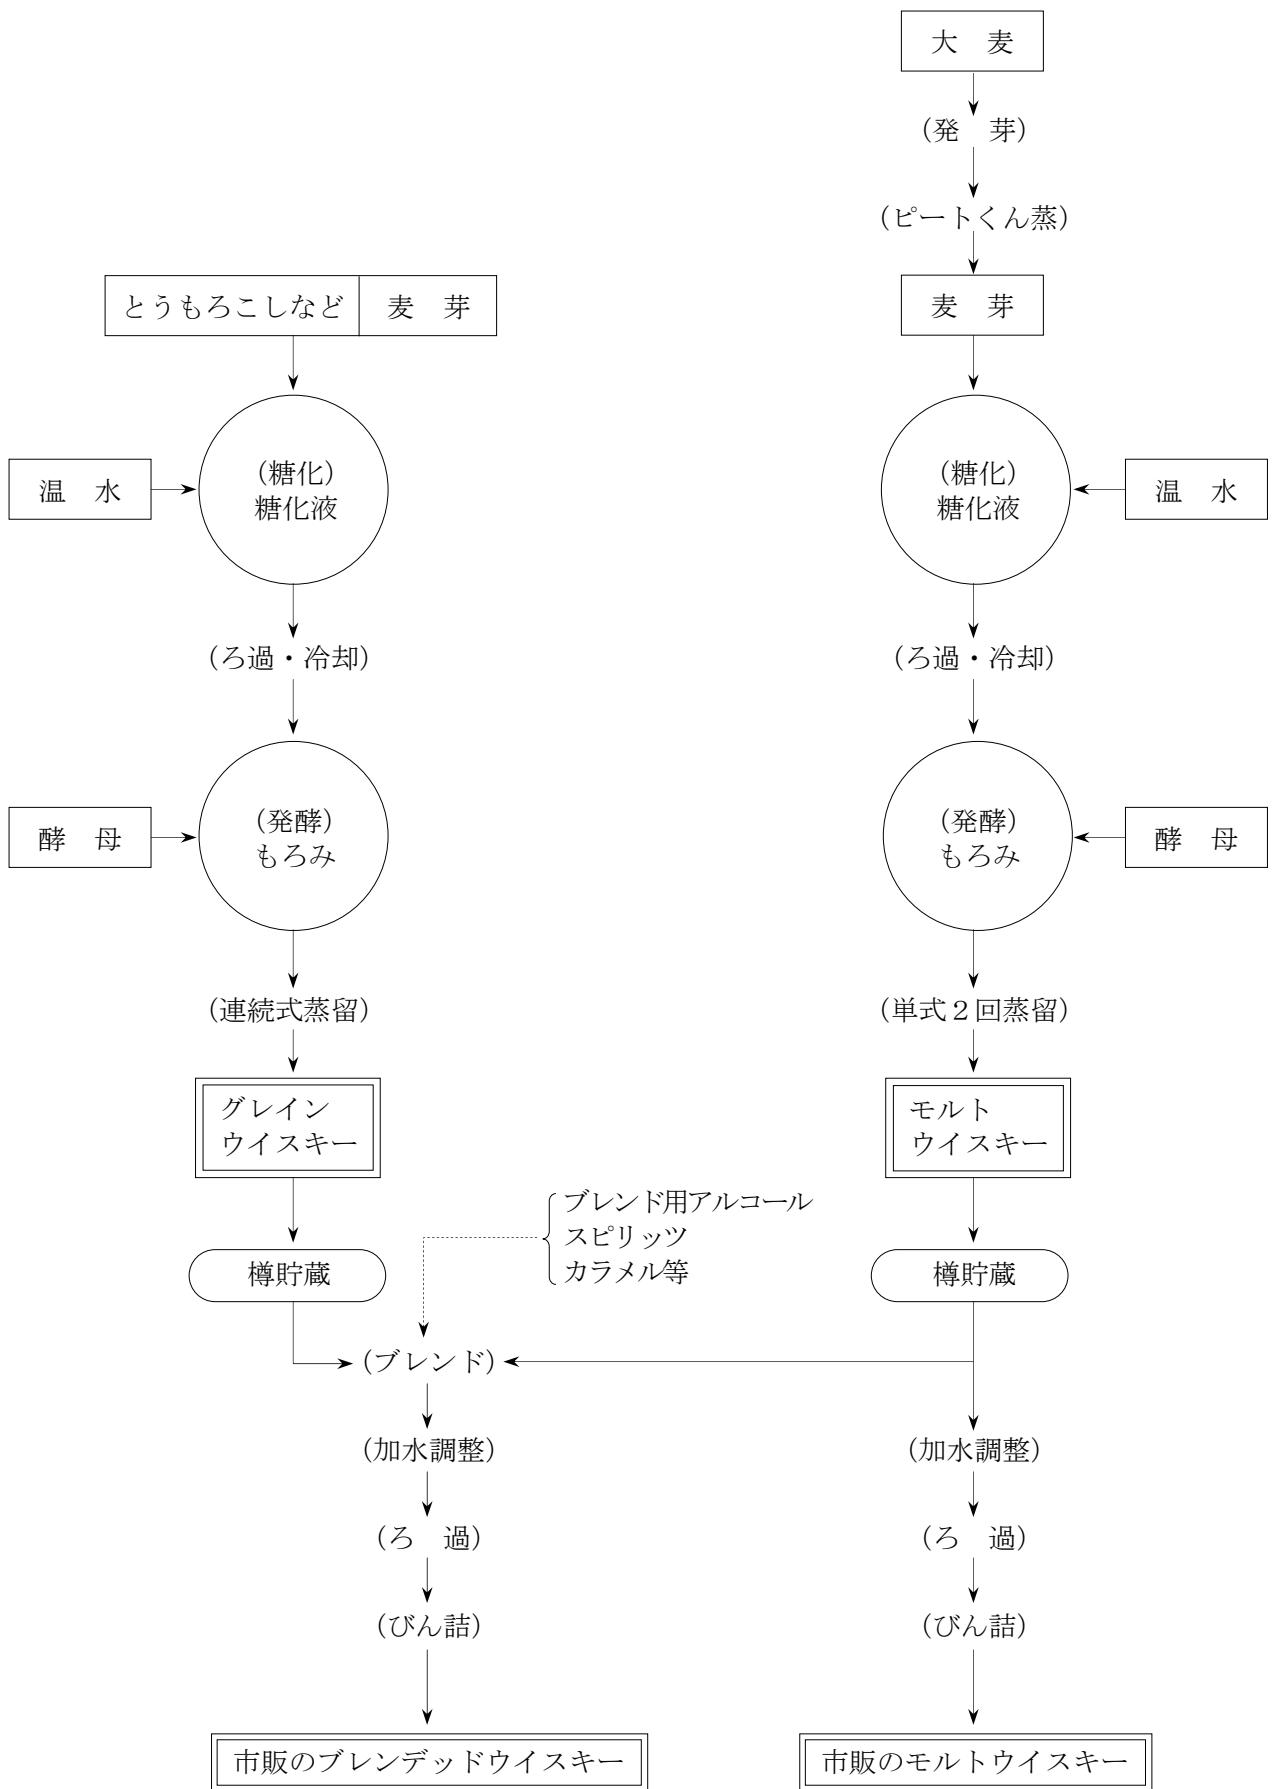 大　麦
（発　芽）
（ピートくん蒸）
とうもろこしなど
麦　芽
麦　芽
温　水
（糖化）
糖化液
（糖化）
糖化液
温　水
（ろ過・冷却）
（ろ過・冷却）
酵　母
（発酵）
もろみ
（発酵）
もろみ
酵　母
（連続式蒸留）
（単式２回蒸留）
グレイン
ウイスキー
モルト
ウイスキー
ブレンド用アルコール
スピリッツ
カラメル等
樽貯蔵
樽貯蔵
（ブレンド）
（加水調整）
（加水調整）
（ろ　過）
（ろ　過）
（びん詰）
（びん詰）
市販のブレンデッドウイスキー
市販のモルトウイスキー